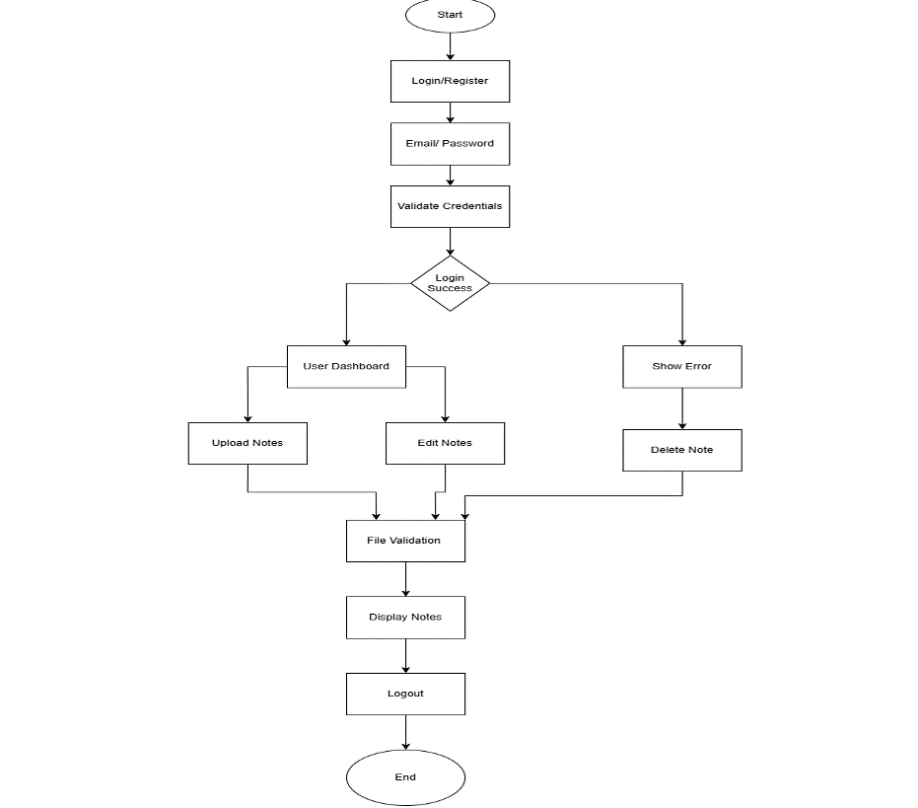 Start
Login/Register
Email/ Password
Validate Credentials
Login
Success
User Dashboard
Show Error
Upload Notes
Edit Notes
Delete Note
File Validation
Display Notes
Logout
End